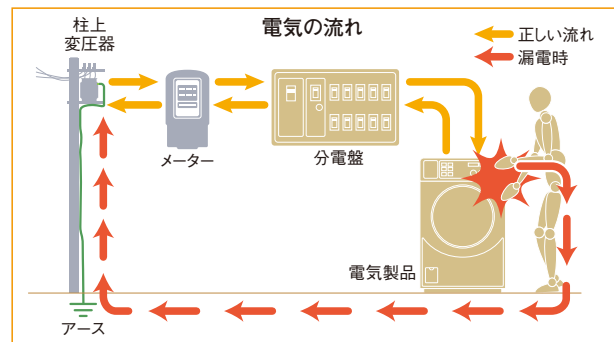 電気の流れ
正しい流れ
漏電時
柱上
変圧器
メーター
分電盤
電気製品
アース